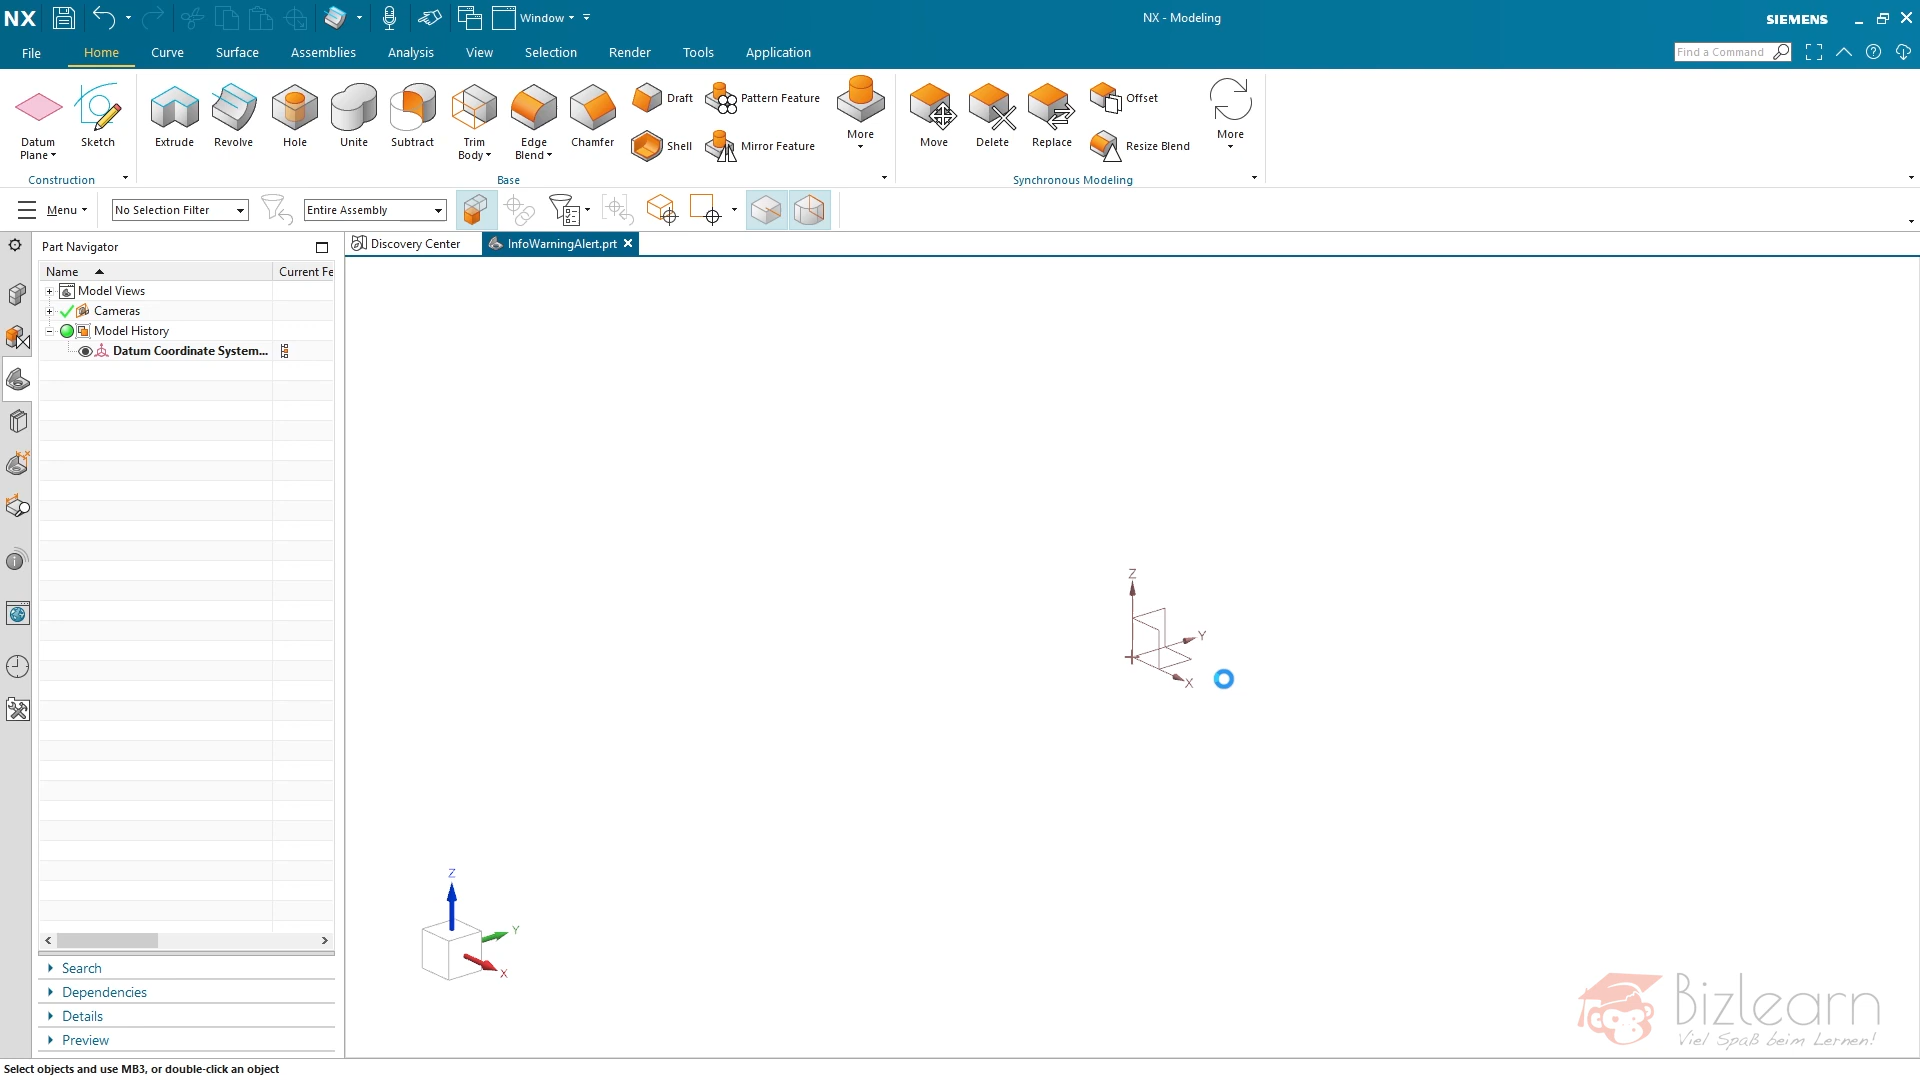 NX
Window
NX - Modeling
SIEMENS
File
Home
Curve
Surface
Assemblies
Analysis
View
Selection
Render
Tools
Application
Find a Command
Datum
Plane
Sketch
Extrude
Revolve
Hole
Unite
Subtract
Trim
Body
Edge
Blend
Chamfer
Draft
Shell
Pattern Feature
Mirror Feature
More
Move
Delete
Replace
Offset
Resize Blend
More
Construction
Base
Synchronous Modeling
Menu
No Selection Filter
Entire Assembly
Part Navigator
Discovery Center
InfoWarningAlert.prt
Name
Current Fe
Model Views
Cameras
Model History
Datum Coordinate System...
Z
Y
X
Z
Y
X
Search
Dependencies
Details
Preview
Bizlearn
Viel Spaß beim Lernen!
Select objects and use MB3, or double-click an object